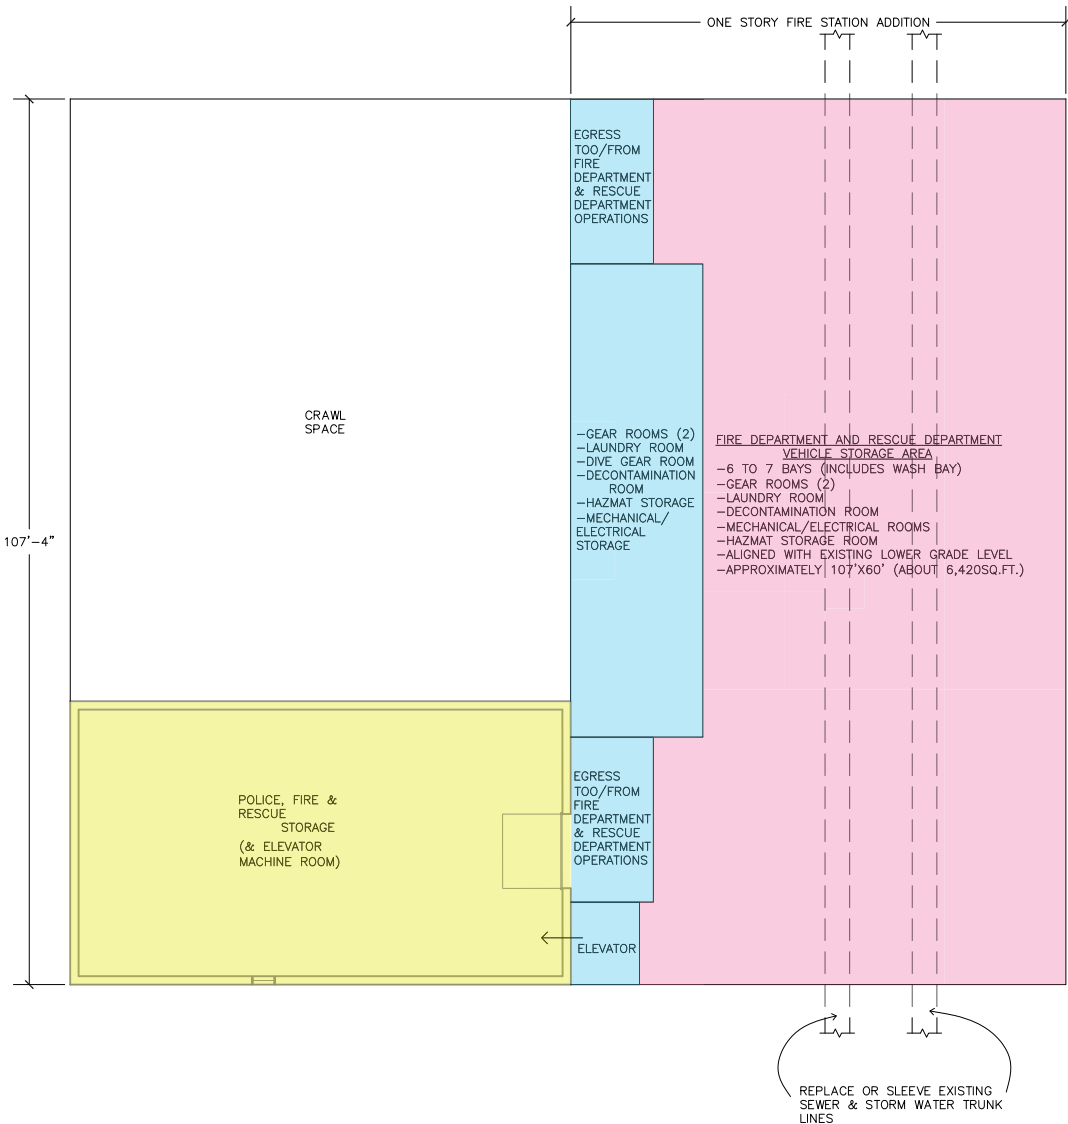 ONE STORY FIRE STATION ADDITION
EGRESS
TOO/FROM
FIRE
DEPARTMENT
& RESCUE
DEPARTMENT
OPERATIONS
CRAWL
SPACE
-GEAR ROOMS (2)
-LAUNDRY ROOM
-DIVE GEAR ROOM
-DECONTAMINATION
ROOM
-HAZMAT STORAGE
-MECHANICAL/
ELECTRICAL
STORAGE
FIRE DEPARTMENT AND RESCUE DEPARTMENT
VEHICLE STORAGE AREA
-6 TO 7 BAYS (INCLUDES WASH BAY)
-GEAR ROOMS (2)
-LAUNDRY ROOM
-DECONTAMINATION ROOM
-MECHANICAL/ELECTRICAL ROOMS
-HAZMAT STORAGE ROOM
-ALIGNED WITH EXISTING LOWER GRADE LEVEL
-APPROXIMATELY 107'X60' (ABOUT 6,420SQ.FT.)
107'-4"
POLICE, FIRE &
RESCUE
STORAGE
(& ELEVATOR
MACHINE ROOM)
EGRESS
TOO/FROM
FIRE
DEPARTMENT
& RESCUE
DEPARTMENT
OPERATIONS
ELEVATOR
REPLACE OR SLEEVE EXISTING
SEWER & STORM WATER TRUNK
LINES